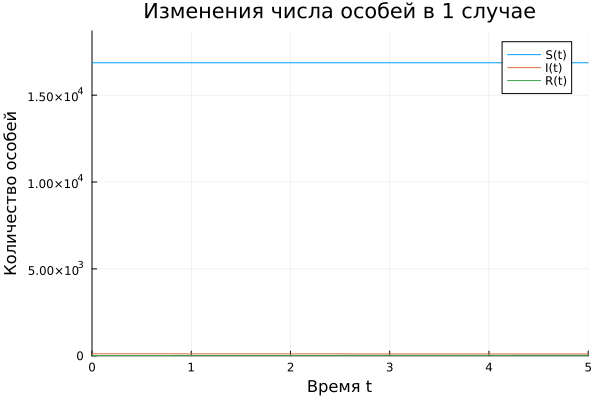 Изменения числа особей в 1 случае
S(t)
I(t)
R(t)
1.50×10⁴
1.00×10⁴
5.00×10³
0
Количество особей
0 1 2 3 4 5
Время t